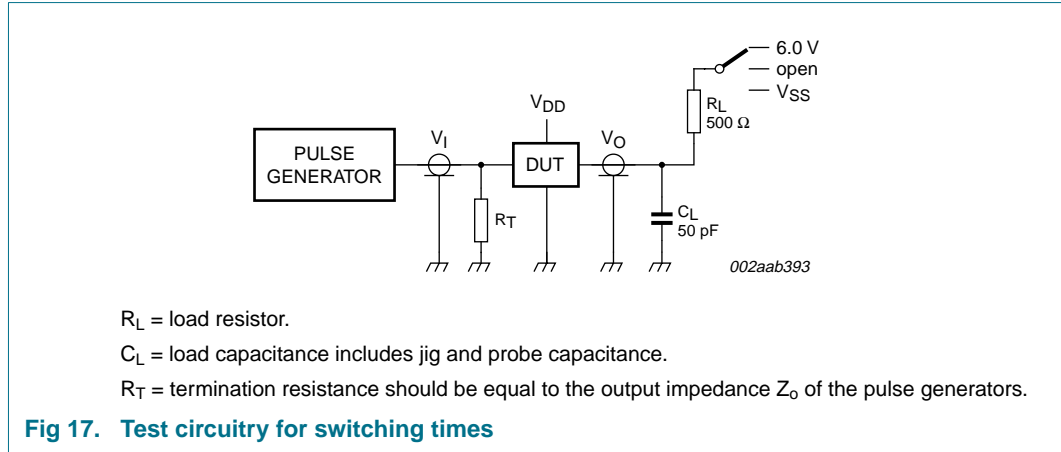 6.0 V
open
VSS
RL
500 Ω
VDD
VI
VO
PULSE
GENERATOR
DUT
RT
CL
50 pF
002aab393
RL = load resistor.
CL = load capacitance includes jig and probe capacitance.
RT = termination resistance should be equal to the output impedance Zo of the pulse generators.
Fig 17. Test circuitry for switching times